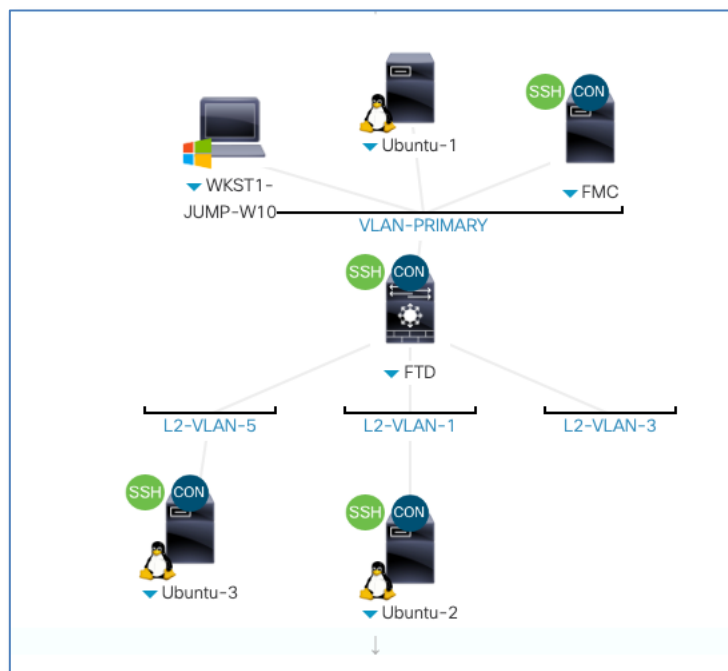 SSH CON
Ubuntu-1
WKST1-
JUMP-W10
FMC
VLAN-PRIMARY
SSH CON
FTD
L2-VLAN-5
L2-VLAN-1
L2-VLAN-3
SSH CON
SSH CON
Ubuntu-3
Ubuntu-2